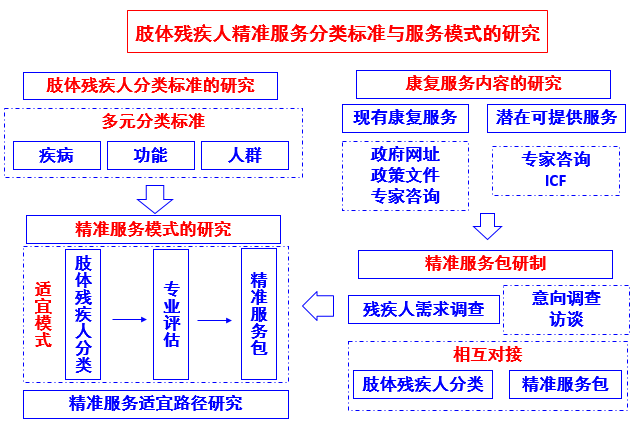 肢体残疾人精准服务分类标准与服务模式的研究
肢体残疾人分类标准的研究
多元分类标准
疾病
功能
人群
精准服务模式的研究
适宜模式
肢体残疾人分类
专业评估
精准服务包
精准服务适宜路径研究
康复服务内容的研究
现有康复服务
潜在可提供服务
政府网址
政策文件
专家咨询
专家咨询
ICF
精准服务包研制
残疾人需求调查
意向调查
访谈
相互对接
肢体残疾人分类
精准服务包